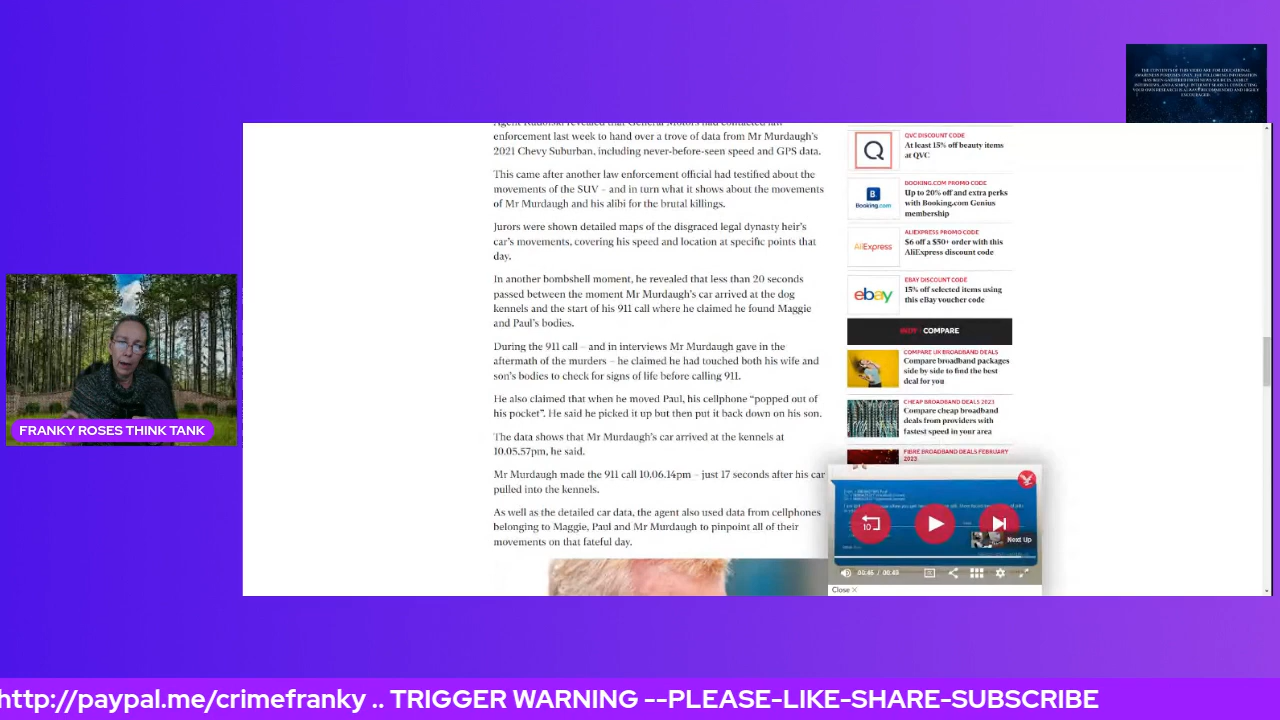 THE CONTENTS OF THIS VIDEO ARE FOR EDUCATIONAL
enforcement last week to hand over a trove of data from Mr Murdaugh's
2021 Chevy Suburban, including never-before-seen speed and GPS data.
This came after another law enforcement official had testified about the
movements of the SUV – and in turn what it shows about the movements
of Mr Murdaugh and his alibi for the brutal killings.
Jurors were shown detailed maps of the disgraced legal dynasty heir's
car's movements, covering his speed and location at specific points that
day.
In another bombshell moment, he revealed that less than 20 seconds
passed between the moment Mr Murdaugh's car arrived at the dog
kennels and the start of his 911 call where he claimed he found Maggie
and Paul's bodies.
During the 911 call – and in interviews Mr Murdaugh gave in the
aftermath of the murders – he claimed he had touched both his wife and
son's bodies to check for signs of life before calling 911.
He also claimed that when he moved Paul, his cellphone "popped out of
his pocket". He said he picked it up but then put it back down on him.
The data shows that Mr Murdaugh's car arrived at the kennels at
10.05.57pm, he said.
Mr Murdaugh made the 911 call 10.06.14pm – just 17 seconds after his car
pulled into the kennels.
As well as the detailed car data, the agent also used data from cellphones
belonging to Maggie, Paul and Mr Murdaugh to pinpoint all of their
movements on that fateful day.
Q
QVC DISCOUNT CODE
At least 15% off beauty items
at QVC
B
Booking.com
BOOKING.COM PROMO CODE
Up to 20% off and extra perks
with Booking.com Genius
membership
AliExpress
ALIEXPRESS PROMO CODE
$6 off a $50+ order with this
AliExpress discount code
ebay
EBAY DISCOUNT CODE
15% off selected items using
this eBay voucher code
INDY COMPARE
COMPARE UK BROADBAND DEALS
Compare broadband packages
side by side to find the best
deal for you
CHEAP BROADBAND DEALS 2023
Compare cheap broadband
deals from providers with
fastest speed in your area
FIBRE BROADBAND DEALS FEBRUARY
2023
10
Next Up
Close X
FRANKY ROSES THINK TANK
http://paypal.me/crimefranky .. TRIGGER WARNING --PLEASE-LIKE-SHARE-SUBSCRIBE